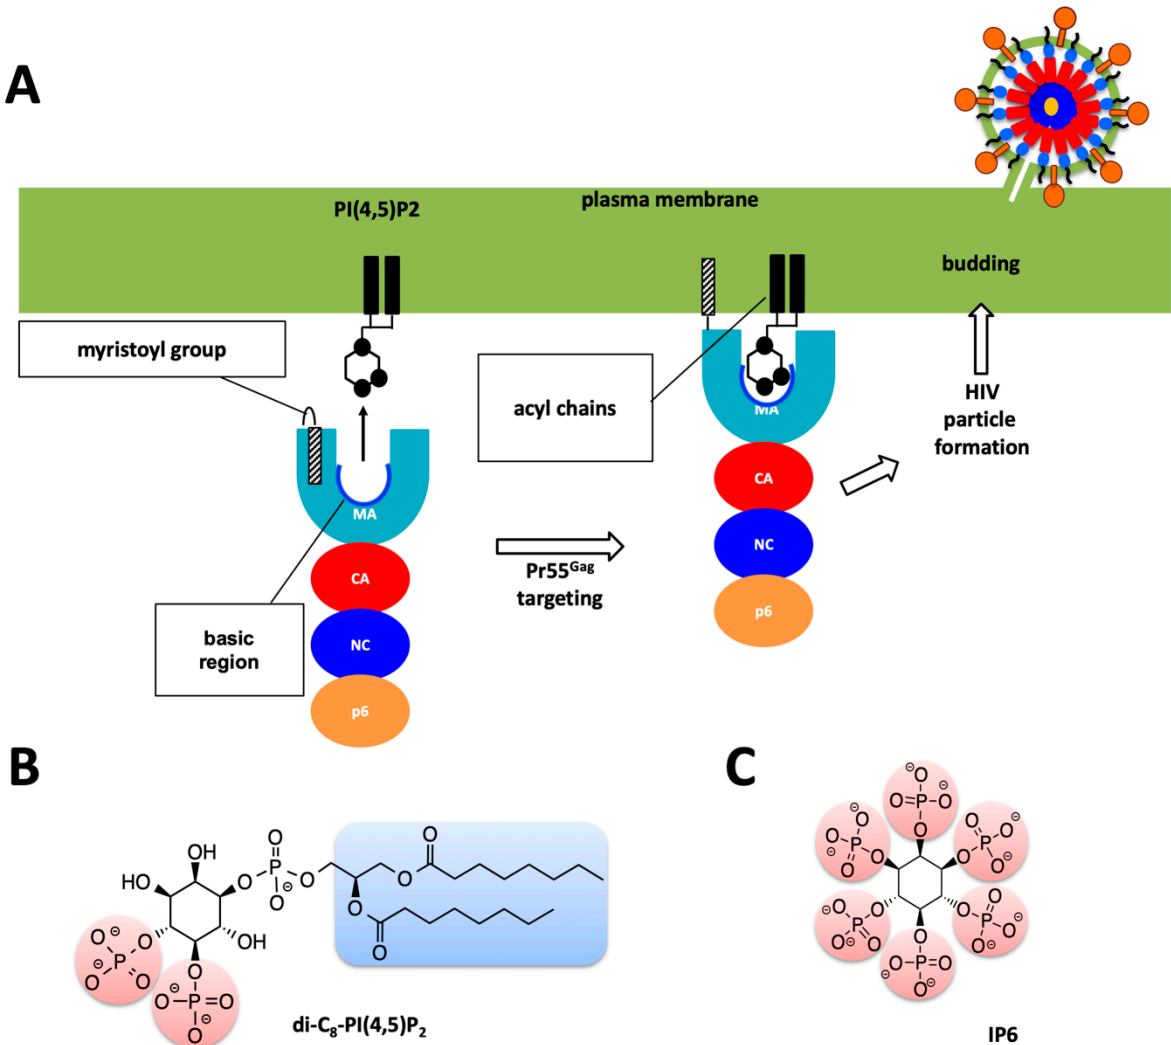 A
PI(4,5)P2
plasma membrane
budding
myristoyl group
acyl chains
HIV
particle
formation
MA
CA
NC
p6
basic
region
Pr55Gag
targeting
MA
CA
NC
p6
B
OH
HO
O
O
P
O
O⊖
O
O
O
O
O
OH
O
P
O⊖
O⊖
O
O
O⊖
P
O
O⊖
di-C8-PI(4,5)P2
C
⊖O
O=P-O⊖
O
O⊖
O⊖
P
O
O
O
P
O⊖
O⊖
O
O
P
O⊖
O⊖
O
O
P
O⊖
O⊖
O
O
⊖O-P=O
O⊖
IP6